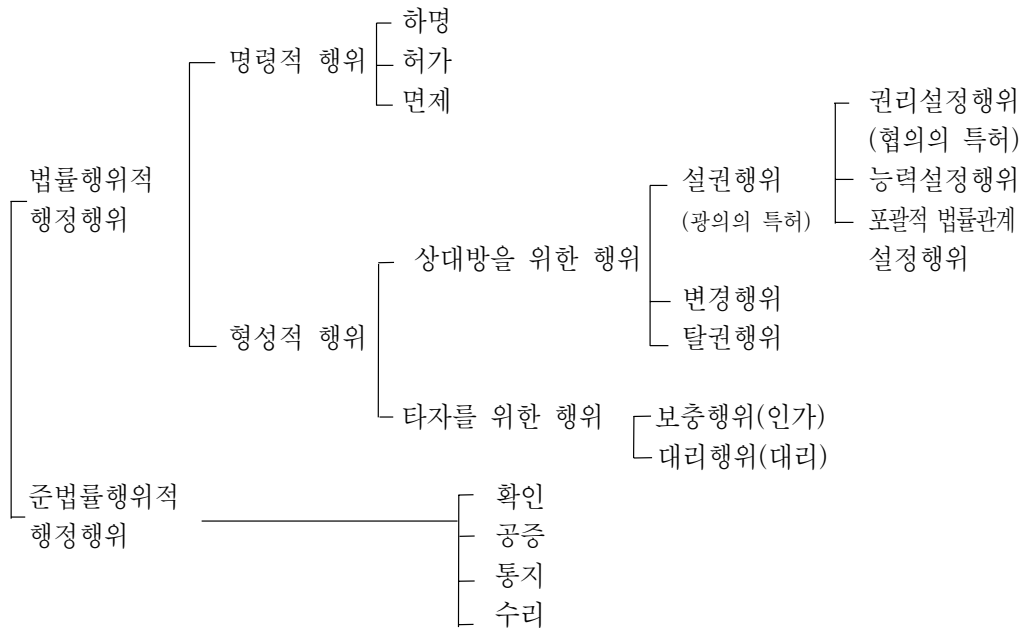 하명
명령적 행위
허가
면제
권리설정행위
(협의의 특허)
법률행위적
행정행위
설권행위
(광의의 특허)
능력설정행위
포괄적 법률관계
설정행위
상대방을 위한 행위
변경행위
형성적 행위
탈권행위
타자를 위한 행위
보충행위(인가)
대리행위(대리)
준법률행위적
행정행위
확인
공증
통지
수리